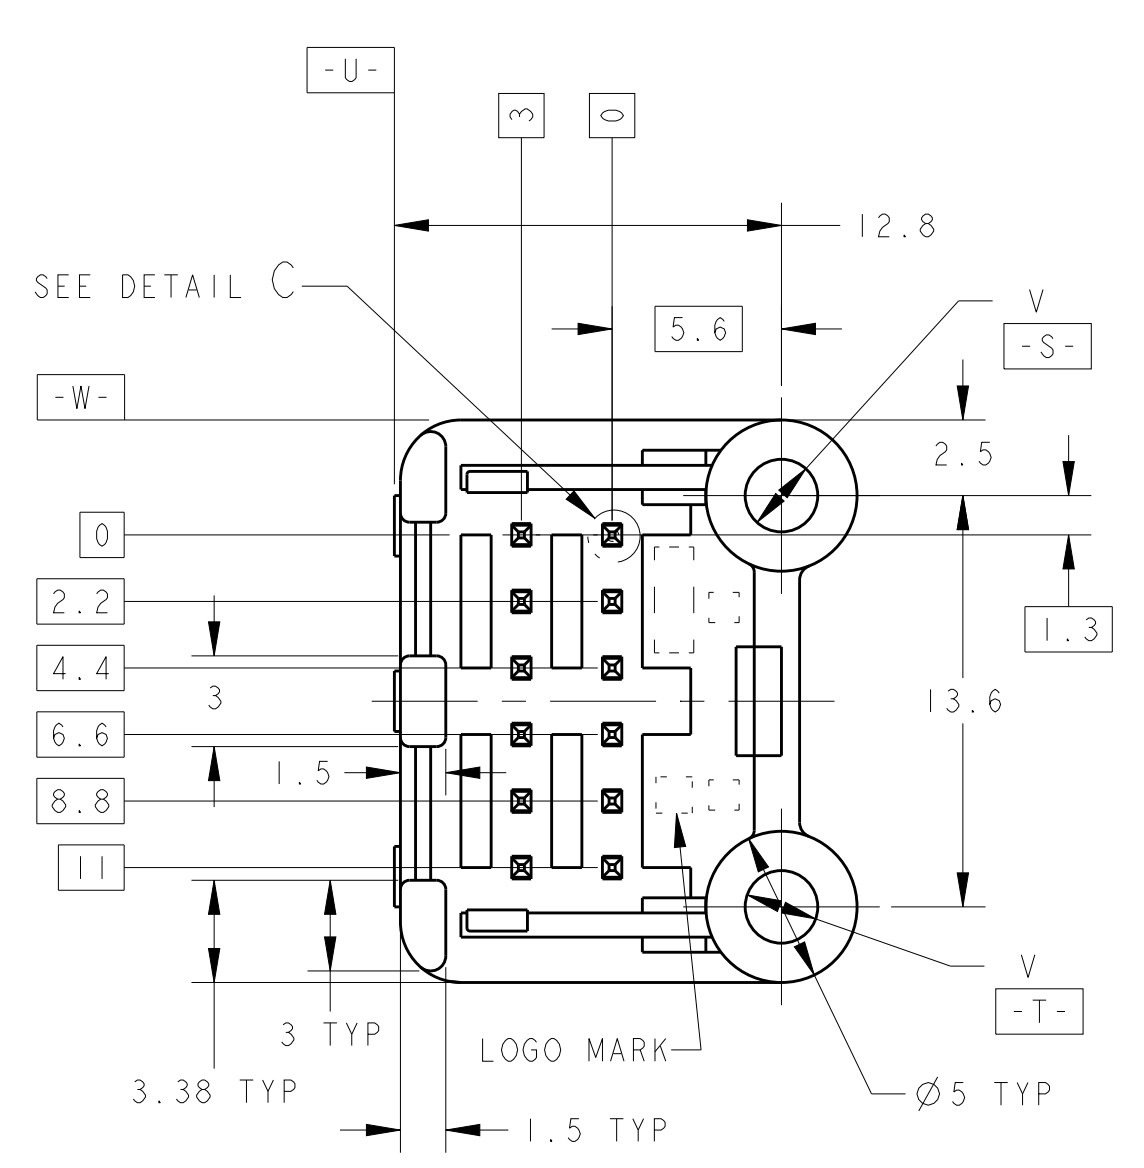 -U-
3
0
12.8
SEE DETAIL C
5.6
V
-S-
-W-
2.5
0
2.2
4.4
1.3
3
13.6
6.6
1.5
8.8
11
V
-T-
3 TYP
LOGO MARK
3.38 TYP
Ø5 TYP
1.5 TYP